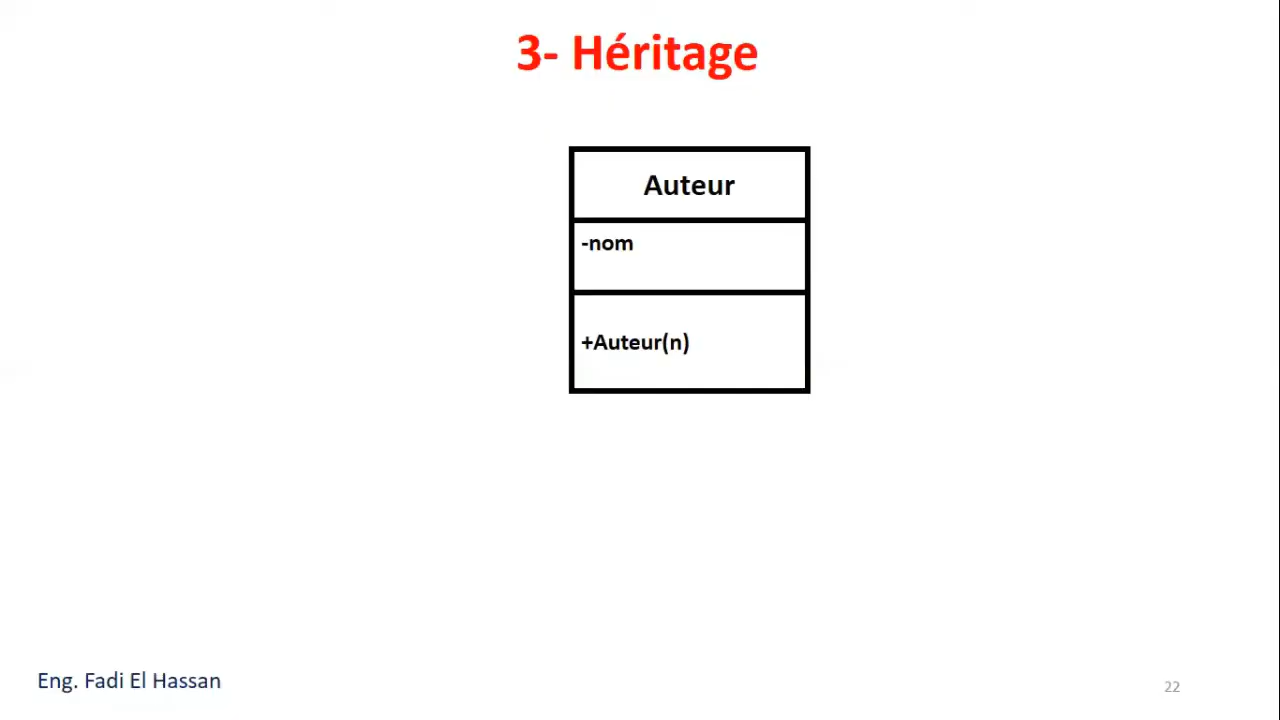 3- Héritage
Auteur
-nom
+Auteur(n)
Eng. Fadi El Hassan
22